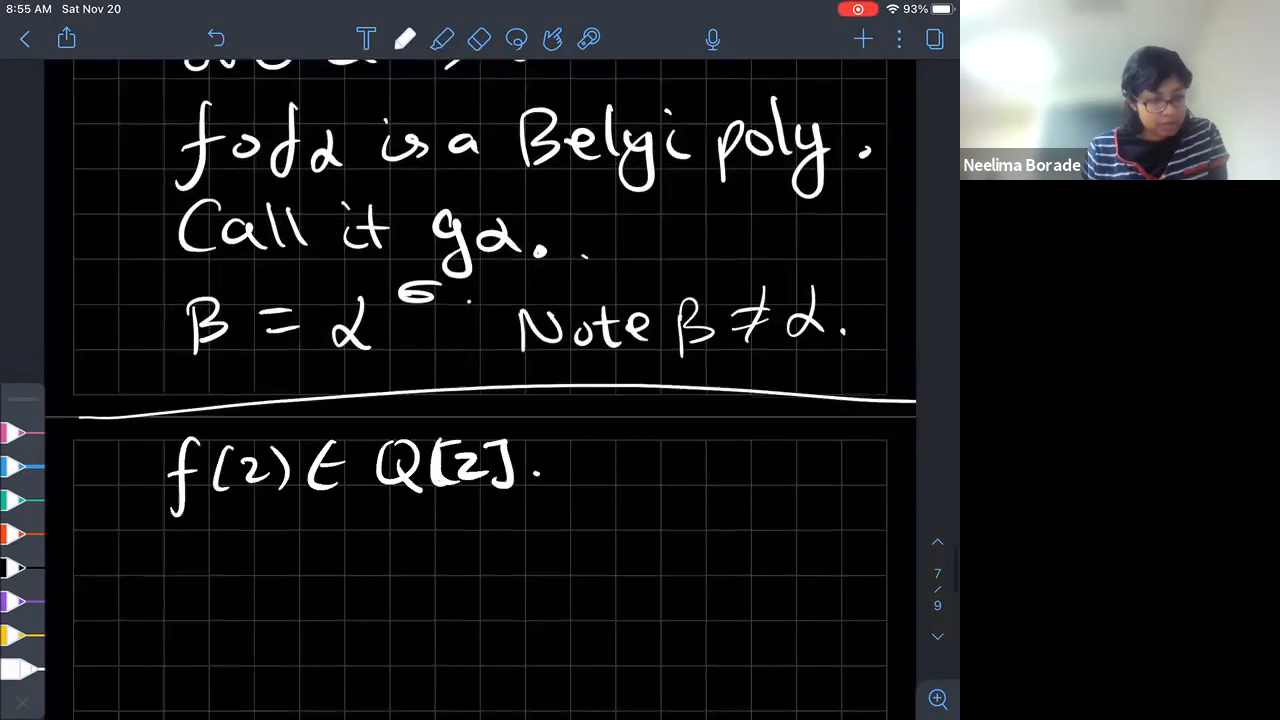 8:55 AM Sat Nov 20
93%
f o fα is a Belyi poly.
Call it gα.
β = α^σ. Note β ≠ α.
f(z) ∈ Q[z].
7
/
9
Neelima Borade